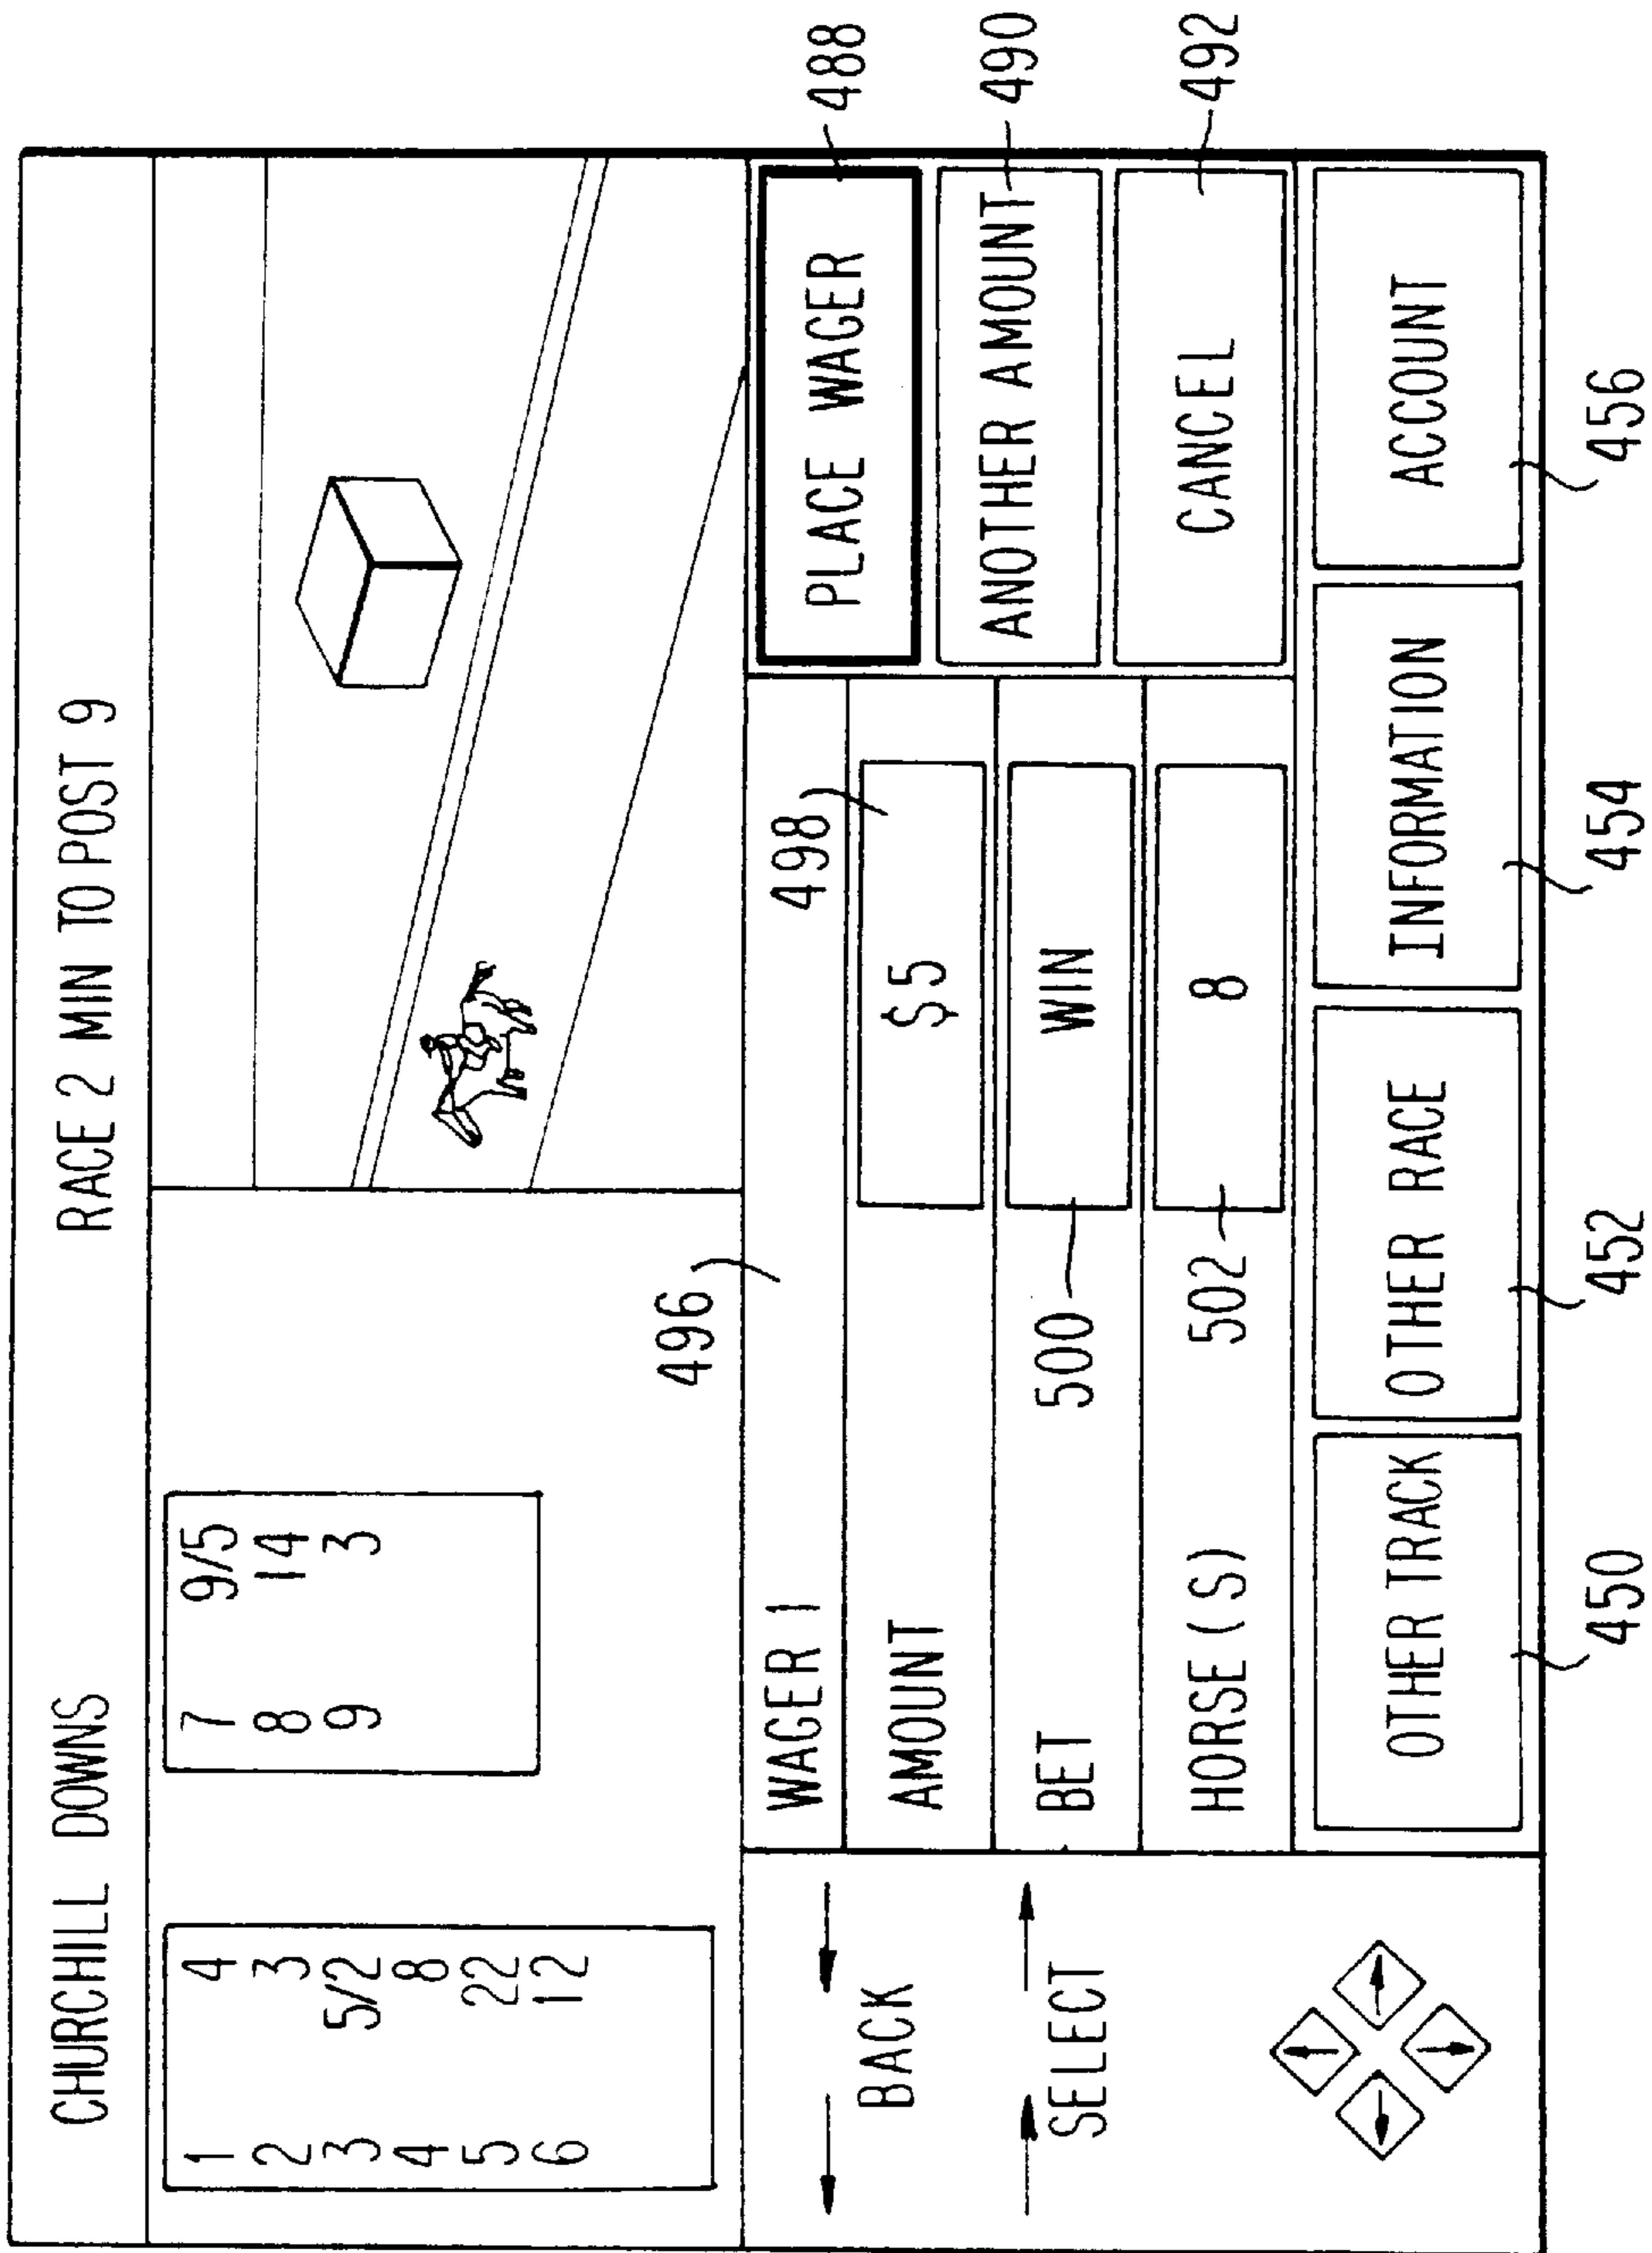 CHURCHILL DOWNS RACE 2 MIN TO POST 9
1 4 7 9/5
2 3 8 14
3 5/2 9 3
4 8
5 22
6 12
496
BACK
SELECT
WAGER 1
498
AMOUNT $5
BET 500 WIN
HORSE (S) 502 8
PLACE WAGER 488
ANOTHER AMOUNT 490
CANCEL 492
OTHER TRACK OTHER RACE INFORMATION ACCOUNT
450 452 454 456